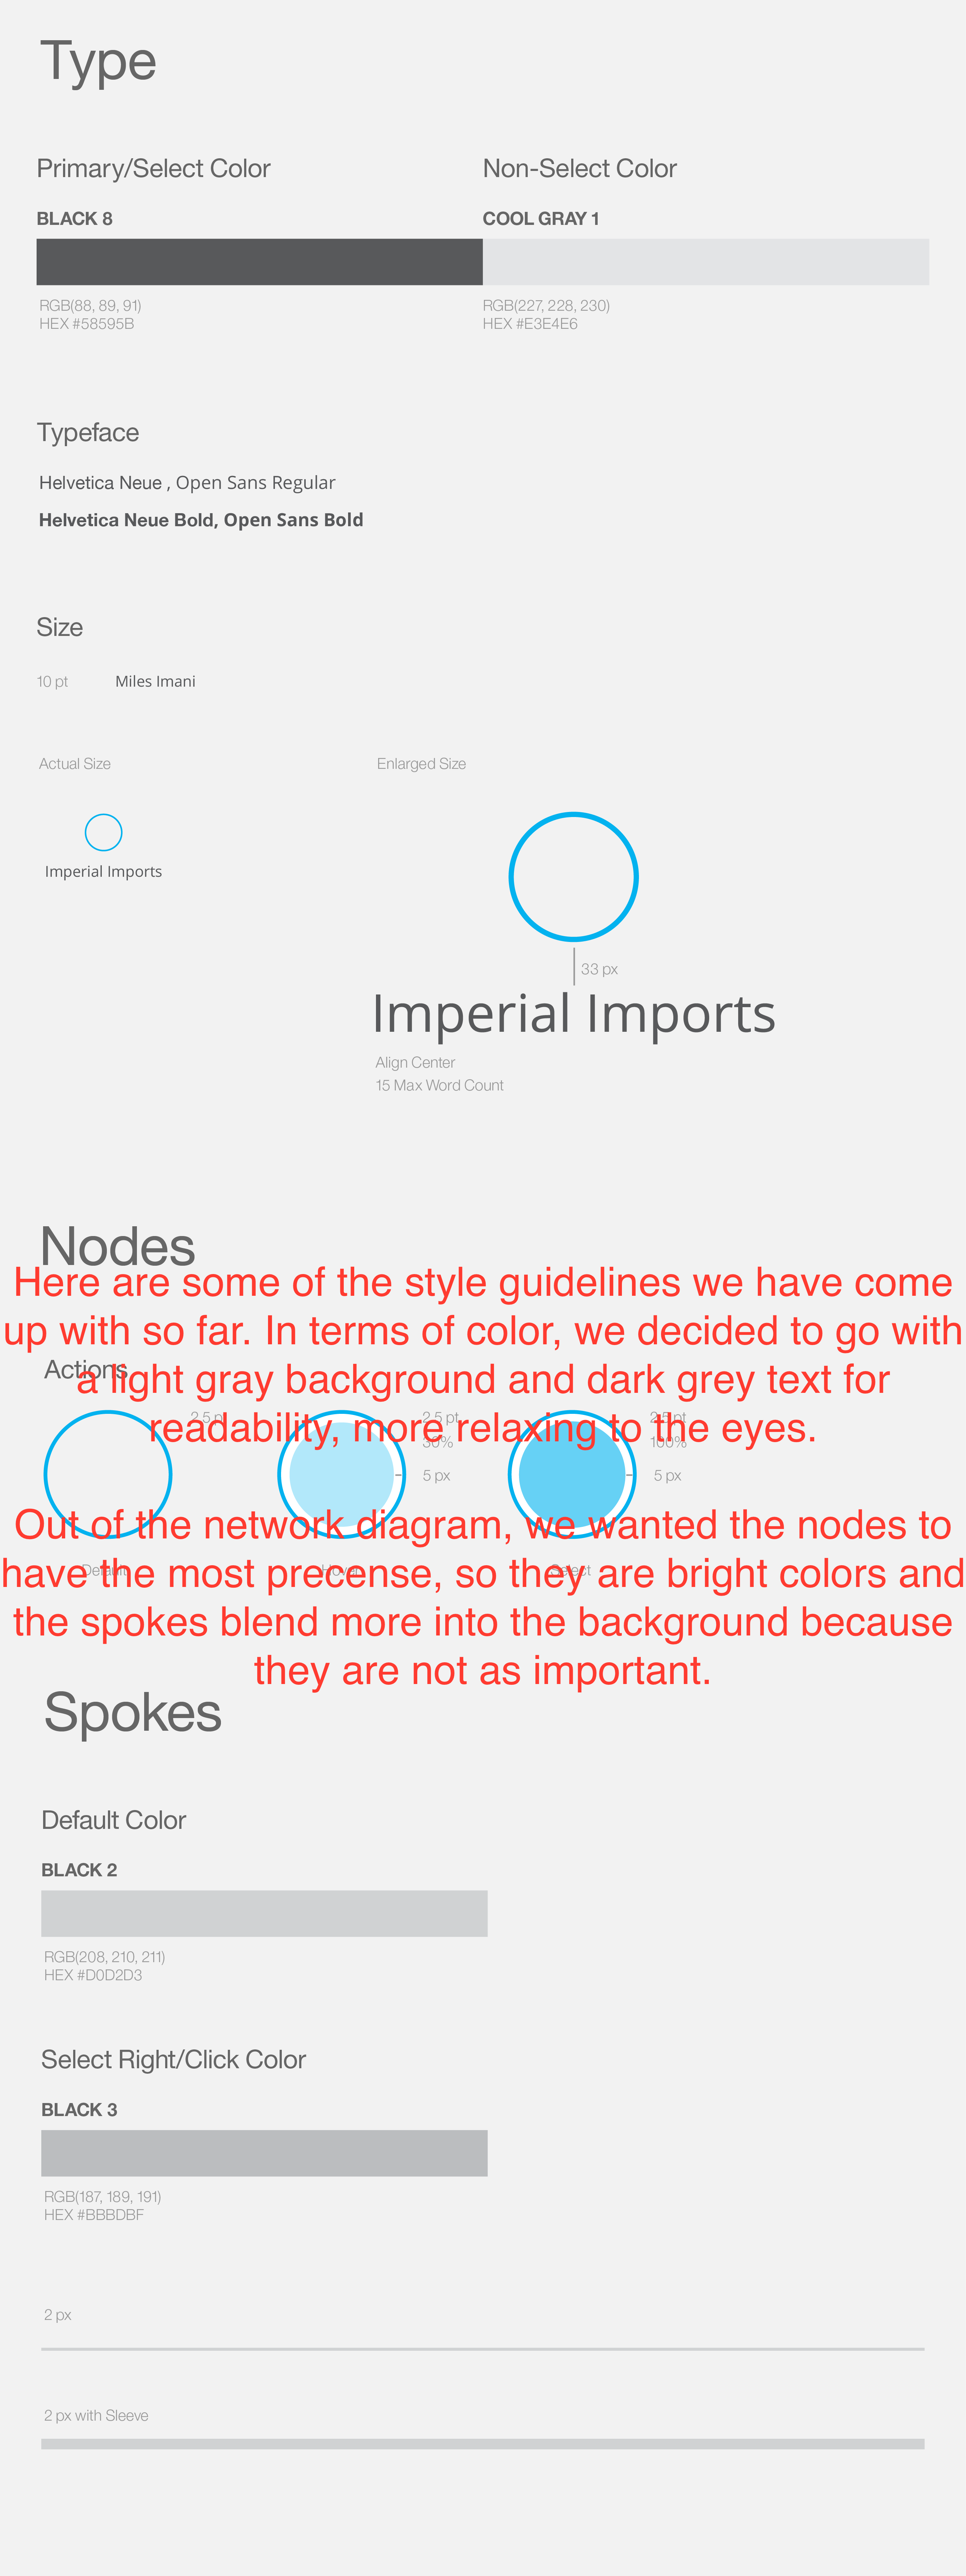 Type
Primary/Select Color
Non-Select Color
BLACK 8
COOL GRAY 1
RGB(88, 89, 91)
HEX #58595B
RGB(227, 228, 230)
HEX #E3E4E6
Typeface
Helvetica Neue , Open Sans Regular
Helvetica Neue Bold, Open Sans Bold
Size
10 pt
Miles Imani
Actual Size
Enlarged Size
Imperial Imports
33 px
Imperial Imports
Align Center
15 Max Word Count
Nodes
Here are some of the style guidelines we have come
up with so far. In terms of color, we decided to go with
a light gray background and dark grey text for
readability, more relaxing to the eyes.
Actions
2.5 p
2.5 pt
30%
5 px
2.5 pt
100%
5 px
Out of the network diagram, we wanted the nodes to
have the most precense, so they are bright colors and
the spokes blend more into the background because
they are not as important.
Default
Hover
Select
Spokes
Default Color
BLACK 2
RGB(208, 210, 211)
HEX #D0D2D3
Select Right/Click Color
BLACK 3
RGB(187, 189, 191)
HEX #BBBDBF
2 px
2 px with Sleeve